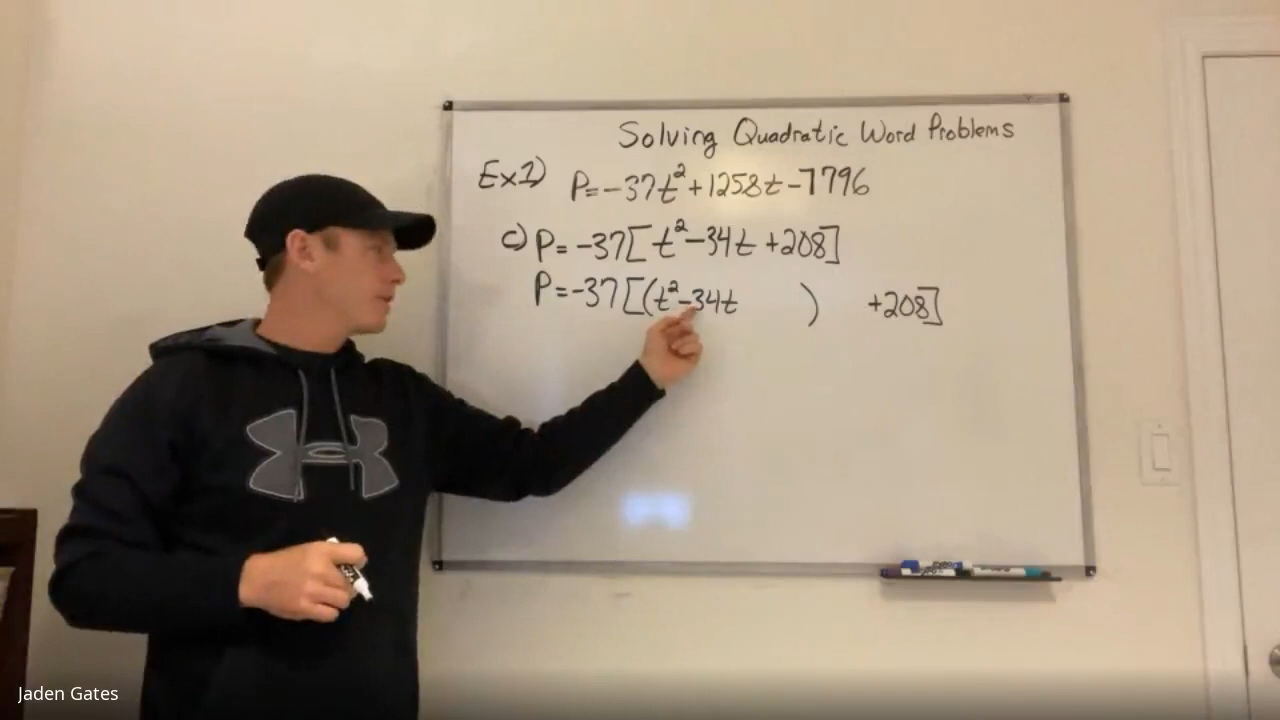 Solving Quadratic Word Problems
Ex1) P=-37t²+1258t-7796
c) P=-37[t²-34t+208]
P=-37[(t²-34t ) +208]
Jaden Gates